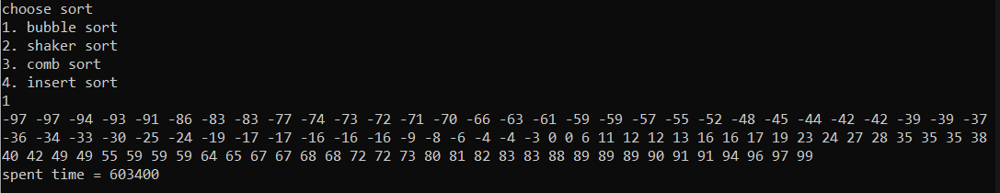 choose sort
1. bubble sort
2. shaker sort
3. comb sort
4. insert sort
1
-97 -97 -94 -93 -91 -86 -83 -83 -77 -74 -73 -72 -71 -70 -66 -63 -61 -59 -59 -57 -55 -52 -48 -45 -44 -42 -42 -39 -39 -37
-36 -34 -33 -30 -25 -24 -19 -17 -17 -16 -16 -16 -9 -8 -6 -4 -4 -3 0 0 6 11 12 12 13 16 16 17 19 23 24 27 28 35 35 35 38
40 42 49 49 55 59 59 59 64 65 67 67 68 68 72 72 73 80 81 82 83 83 88 89 89 89 90 91 91 94 96 97 99
spent time = 603400